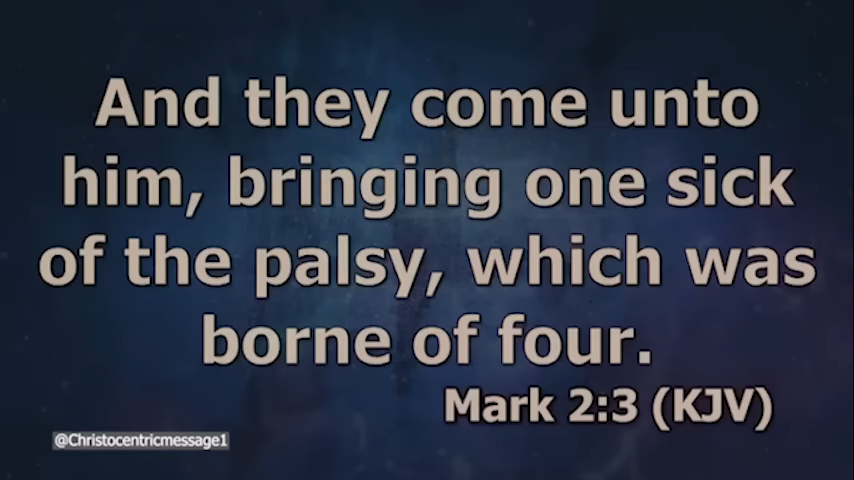 And they come unto
him, bringing one sick
of the palsy, which was
borne of four.
Mark 2:3 (KJV)
@Christocentricmessage1